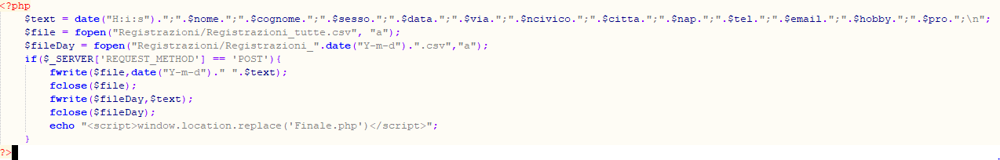 <?php
$text = date("H:i:s").";".$nome.";".$cognome.";".$sesso.";".$data.";".$via.";".$ncivico.";".$citta.";".$nap.";".$tel.";".$email.";".$hobby.";".$pro.";\n";
$file = fopen("Registrazioni/Registrazioni_tutte.csv", "a");
$fileDay = fopen("Registrazioni/Registrazioni_".date("Y-m-d").".csv","a");
if($_SERVER['REQUEST_METHOD'] == 'POST'){
fwrite($file,date("Y-m-d")." ".$text);
fclose($file);
fwrite($fileDay,$text);
fclose($fileDay);
echo "<script>window.location.replace('Finale.php')</script>";
}
?>